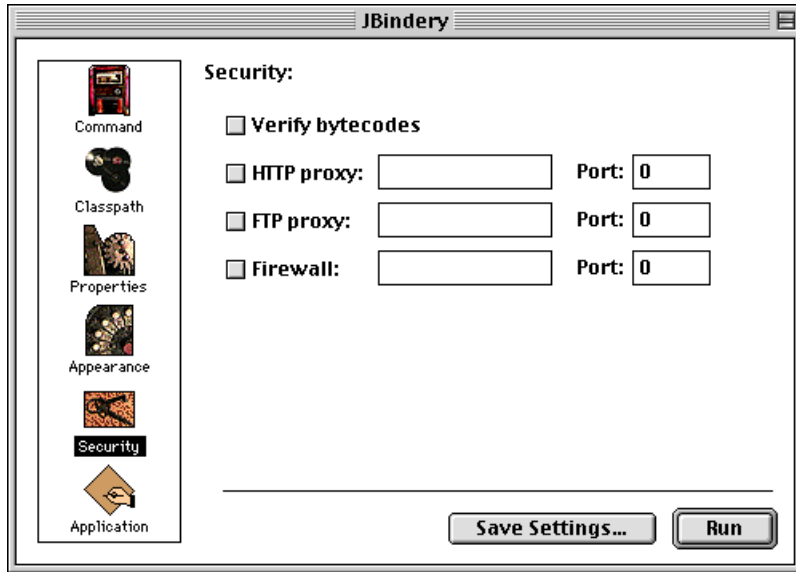 JBindery
Command
Classpath
Properties
Appearance
Security
Application
Security:
Verify bytecodes
HTTP proxy: Port: 0
FTP proxy: Port: 0
Firewall: Port: 0
Save Settings... Run